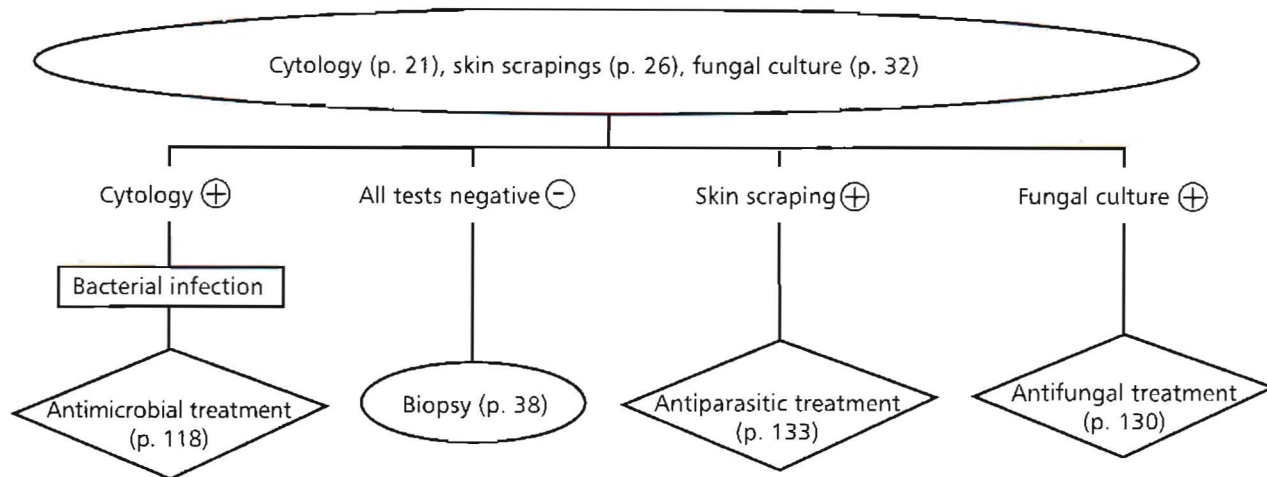 Cytology (p. 21), skin scrapings (p. 26), fungal culture (p. 32)
Cytology ⊕
All tests negative ⊖
Skin scraping ⊕
Fungal culture ⊕
Bacterial infection
Antimicrobial treatment
(p. 118)
Biopsy (p. 38)
Antiparasitic treatment
(p. 133)
Antifungal treatment
(p. 130)